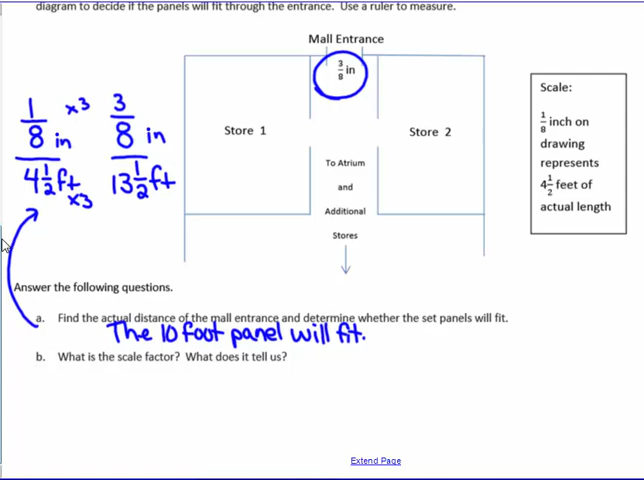 diagram to decide if the panels will fit through the entrance. Use a ruler to measure.
Mall Entrance
3/8 in
Scale:
1/8 inch on
drawing
represents
4 1/2 feet of
actual length
1/8 in x3 3/8 in
4 1/2 ft x3 13 1/2 ft
Store 1
Store 2
To Atrium
and
Additional
Stores
Answer the following questions.
a. Find the actual distance of the mall entrance and determine whether the set panels will fit.
The 10 foot panel will fit.
b. What is the scale factor? What does it tell us?
Extend Page